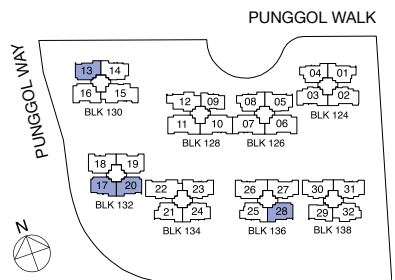 PUNGGOL WALK
PUNGGOL WAY
13 14
16 15
BLK 130
04 01
03 02
BLK 124
12 09
11 10
BLK 128
08 05
07 06
BLK 126
18 19
17 20
BLK 132
22 23
21 24
BLK 134
26 27
25 28
BLK 136
30 31
29 32
BLK 138
N